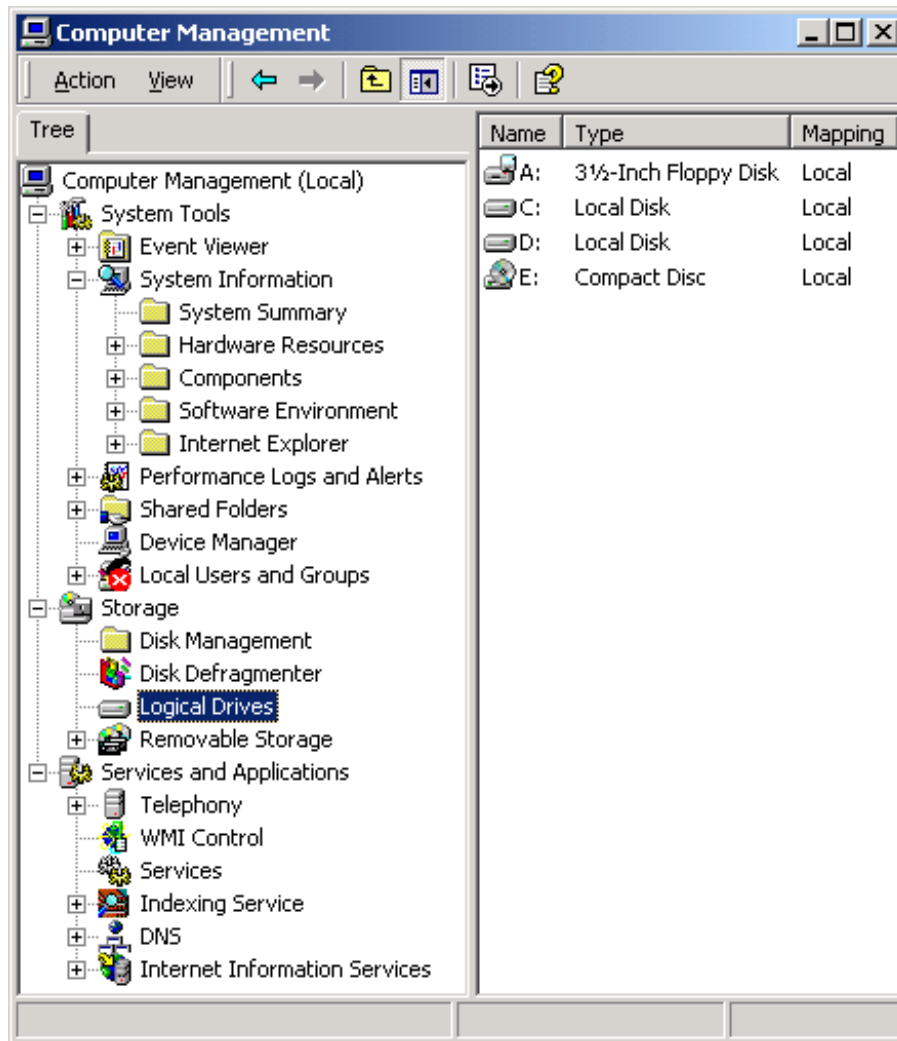 Computer Management
Action View
Tree
Name Type Mapping
Computer Management (Local)
System Tools
Event Viewer
System Information
System Summary
Hardware Resources
Components
Software Environment
Internet Explorer
Performance Logs and Alerts
Shared Folders
Device Manager
Local Users and Groups
Storage
Disk Management
Disk Defragmenter
Logical Drives
Removable Storage
Services and Applications
Telephony
WMI Control
Services
Indexing Service
DNS
Internet Information Services
A: 3½-Inch Floppy Disk Local
C: Local Disk Local
D: Local Disk Local
E: Compact Disc Local